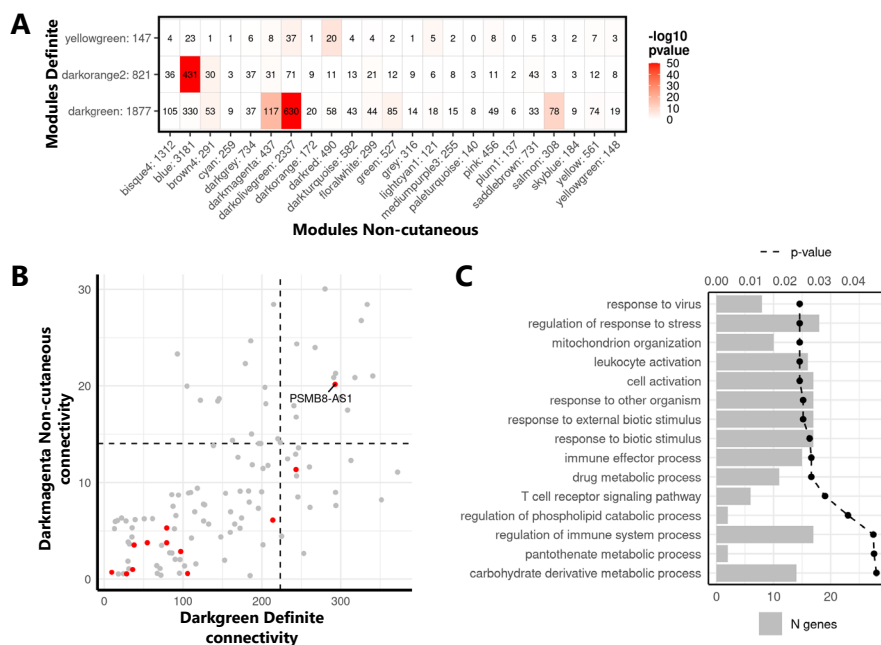 A
Modules Definite
yellowgreen: 147
4 23 1 1 6 8 37 4 20 4 4 2 1 0 5 1 8 0 5 3 2 7 3
darkorange2: 821
36 431 30 3 37 31 71 9 11 13 21 12 9 6 8 3 11 2 43 3 3 12 8
darkgreen: 1877
105 330 53 9 37 117 630 20 58 43 44 85 14 18 15 8 49 6 33 78 9 74 19
bisque4: 1312
blue: 3181
brown4: 291
cyan: 259
darkgrey: 734
darkmagenta: 437
darkolivegreen: 2337
darkorange: 172
darkred: 490
darkturquoise: 582
floralwhite: 299
green: 527
grey: 316
lightcyan1: 121
mediumpurple3: 255
paleturquoise: 140
pink: 456
plum1: 137
saddlebrown: 731
salmon: 308
skyblue: 184
yellow: 561
yellowgreen: 148
Modules Non-cutaneous
-log10
pvalue
50
40
30
20
10
0
B
Darkmagenta Non-cutaneous
connectivity
30
20
10
0
PSMB8-AS1
0 100 200 300
Darkgreen Definite
connectivity
C
p-value
0.00 0.01 0.02 0.03 0.04
response to virus
regulation of response to stress
mitochondrion organization
leukocyte activation
cell activation
response to other organism
response to external biotic stimulus
response to biotic stimulus
immune effector process
drug metabolic process
T cell receptor signaling pathway
regulation of phospholipid catabolic process
regulation of immune system process
pantothenate metabolic process
carbohydrate derivative metabolic process
0 10 20
N genes